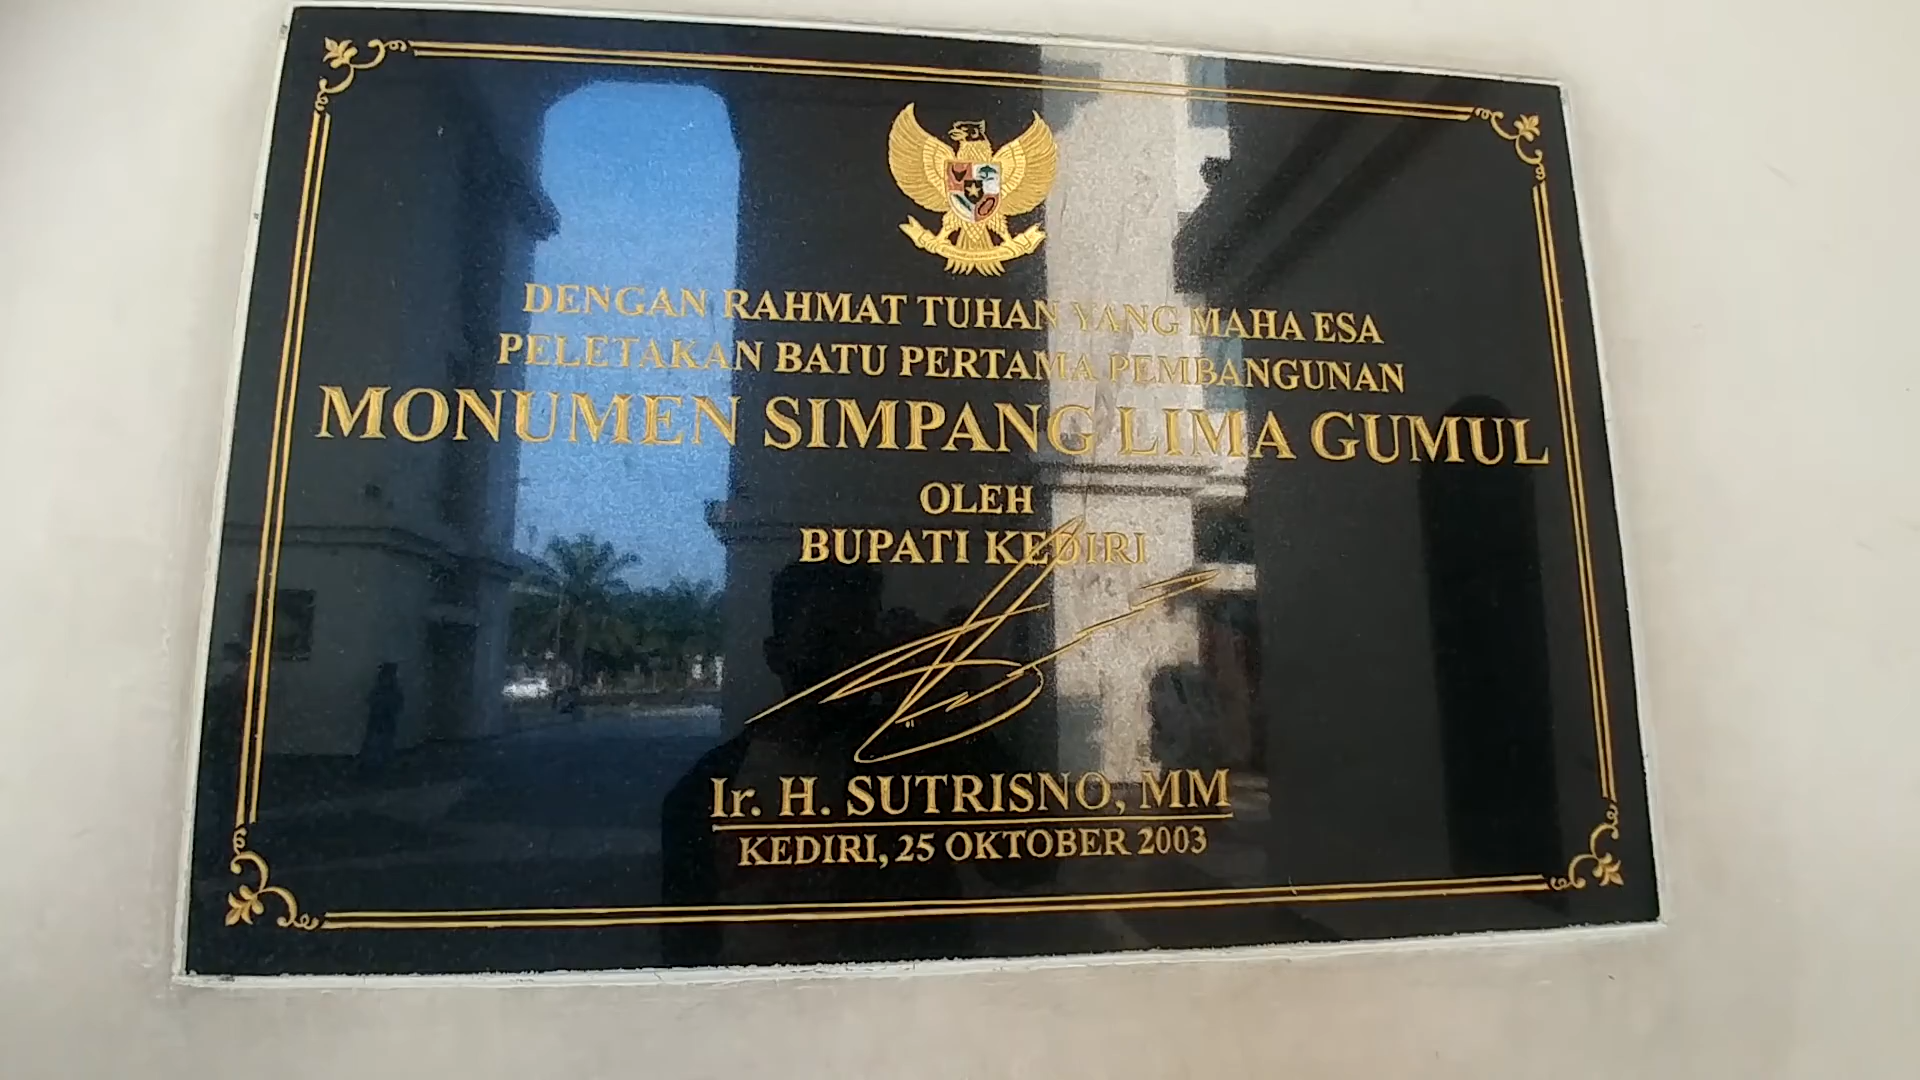 DENGAN RAHMAT TUHAN YANG MAHA ESA
PELETAKAN BATU PERTAMA PEMBANGUNAN
MONUMEN SIMPANG LIMA GUMUL
OLEH
BUPATI KEDIRI
Ir. H. SUTRISNO, MM
KEDIRI, 25 OKTOBER 2003